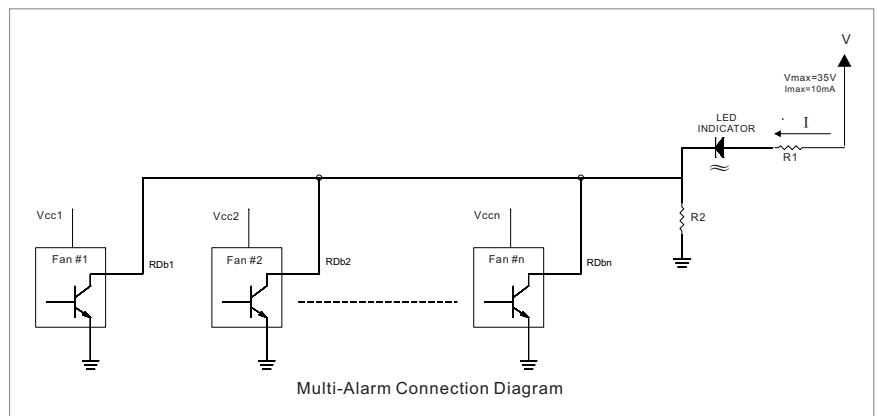 V
Vmax=35V
Imax=10mA
LED
INDICATOR
I
R1
Vcc1
Vcc2
Vccn
R2
Fan #1
RDb1
Fan #2
RDb2
Fan #n
RDbn
Multi-Alarm Connection Diagram